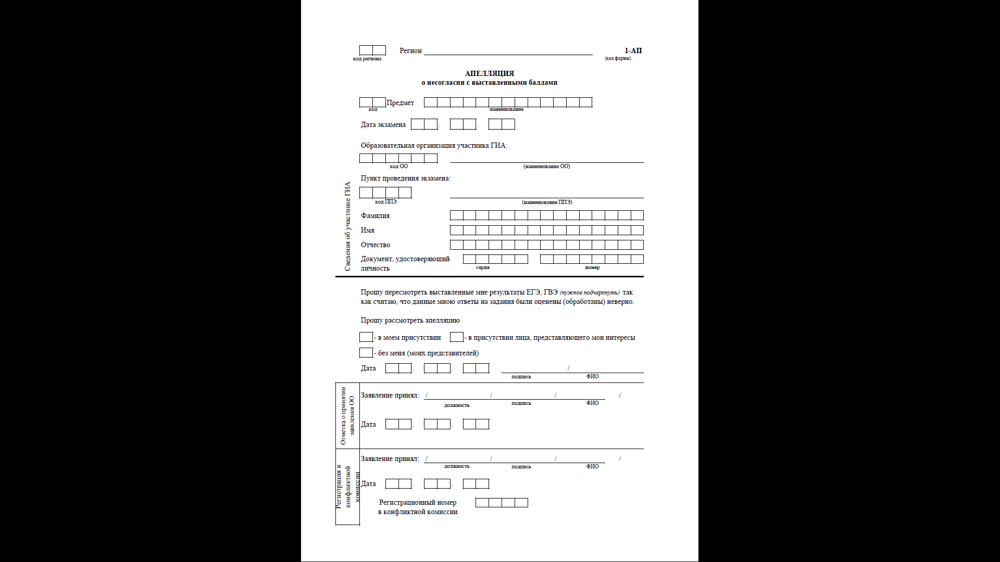 Регион 1-АП
код региона (код формы)
АПЕЛЛЯЦИЯ
о несогласии с выставленными баллами
Предмет
код наименование
Дата экзамена . .
Образовательная организация участника ГИА:
код ОО (наименование ОО)
Пункт проведения экзамена:
код ППЭ (наименование ППЭ)
Фамилия
Имя
Отчество
Документ, удостоверяющий
личность
серия номер
Сведения об участнике ГИА
Прошу пересмотреть выставленные мне результаты ЕГЭ, ГВЭ (нужное подчеркнуть) так
как считаю, что данные мною ответы на задания были оценены (обработаны) неверно.
Прошу рассмотреть апелляцию
- в моем присутствии - в присутствии лица, представляющего мои интересы
- без меня (моих представителей)
Дата . . /
подпись ФИО
Отметка о принятии
заявления ОО
Заявление принял: / / / /
должность подпись ФИО
Дата . .
Регистрация в
конфликтной
комиссии
Заявление принял: / / / /
должность подпись ФИО
Дата . .
Регистрационный номер
в конфликтной комиссии